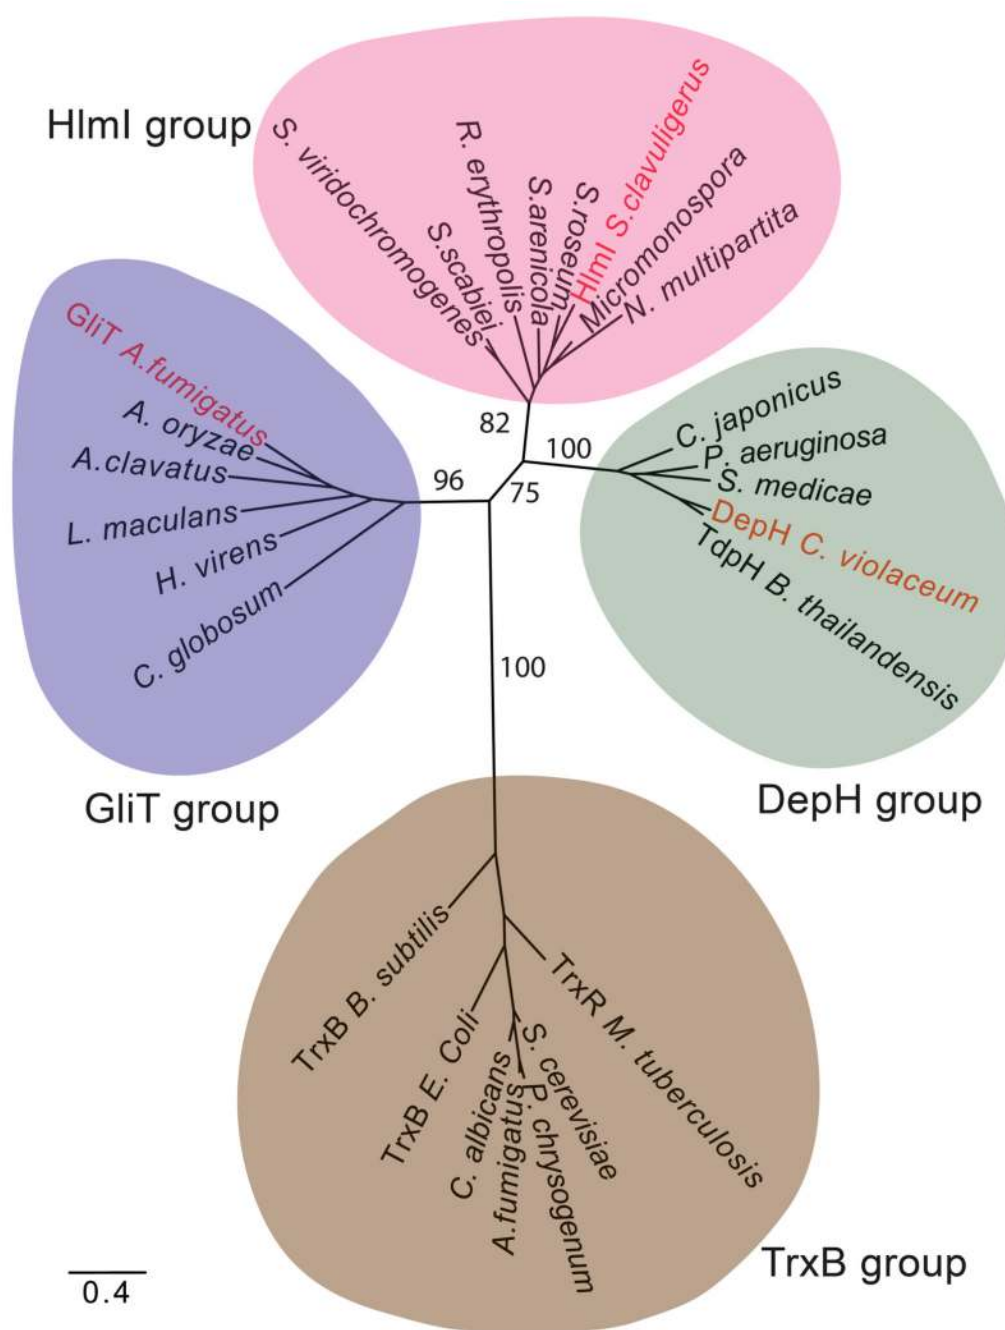 HlmI group
S. viridochromogenes
S.scabiei
R. erythropolis
S.arenicola
S.roseum
HlmI S.clavuligerus
Micromonospora
N. multipartita
GliT A.fumigatus
A. oryzae
A.clavatus
L. maculans
H. virens
C. globosum
GliT group
82
100
96
75
100
C. japonicus
P. aeruginosa
S. medicae
DepH C. violaceum
TdpH B. thailandensis
DepH group
TrxB B. subtilis
TrxB E. Coli
C. albicans
A.fumigatus
P. chrysogenum
S. cerevisiae
TrxR M. tuberculosis
TrxB group
0.4